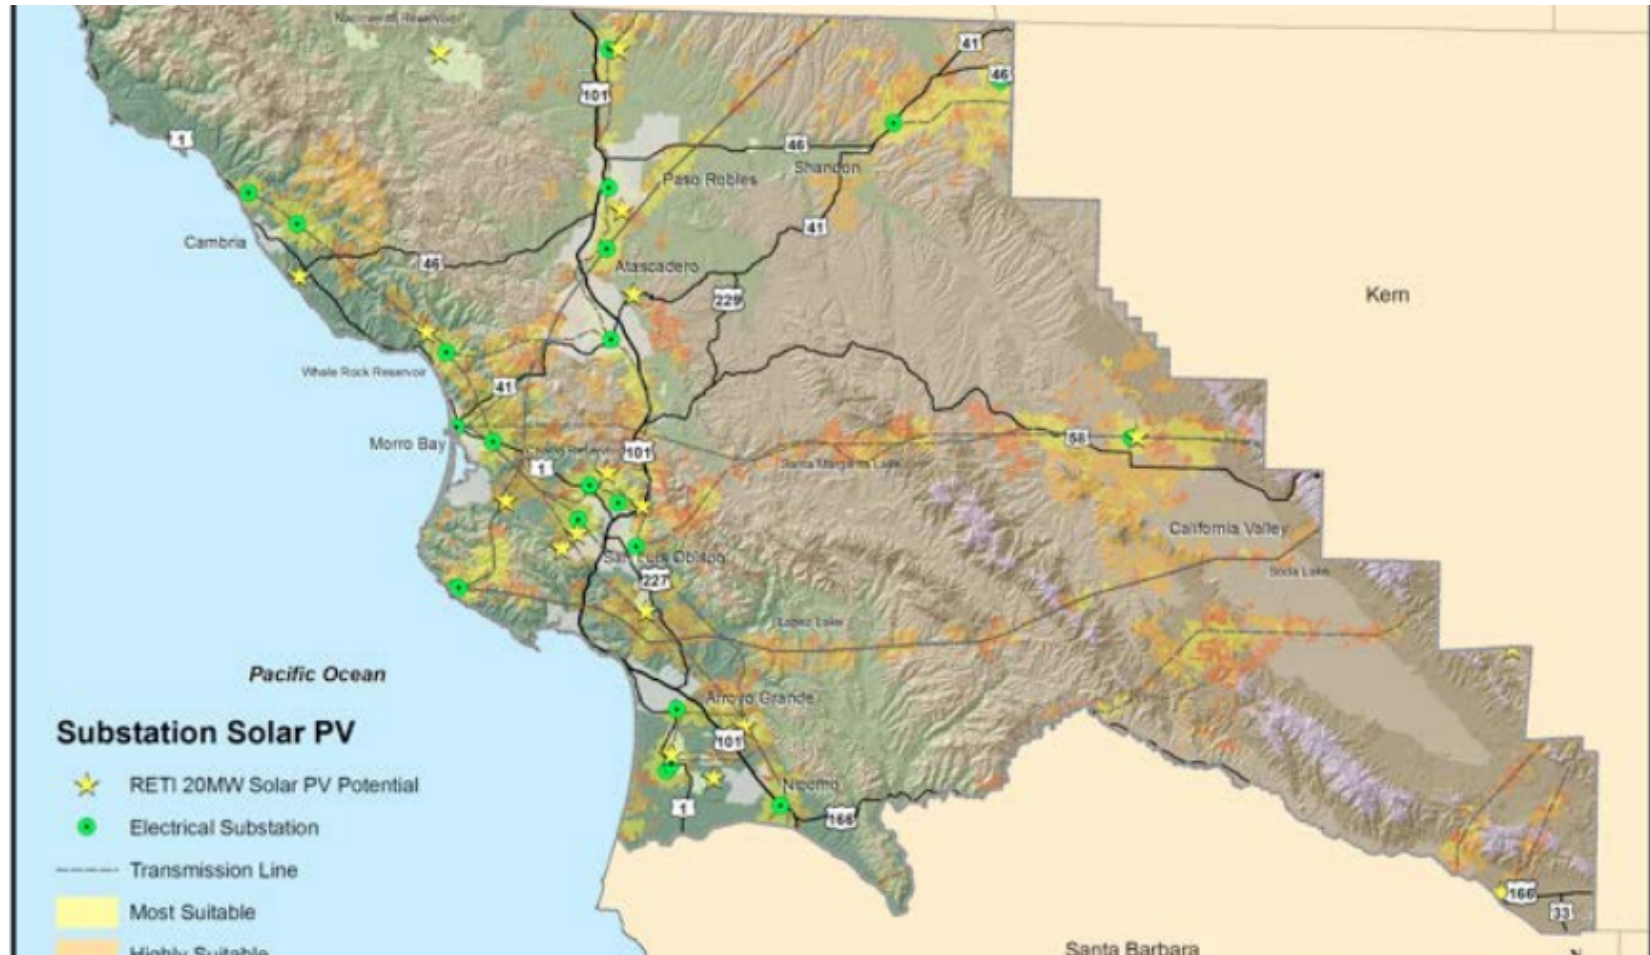 Nacimiento Reservoir
41
46
101
1
46
Shandon
Paso Robles
41
Cambria
46
Atascadero
229
Kern
Whale Rock Reservoir
41
Morro Bay
58
101
1
Santa Margarita Lake
California Valley
San Luis Obispo
Soda Lake
227
Lopez Lake
Pacific Ocean
Arroyo Grande
Substation Solar PV
101
RETI 20MW Solar PV Potential
Nipomo
1
166
Electrical Substation
Transmission Line
166
33
Most Suitable
Highly Suitable
Santa Barbara